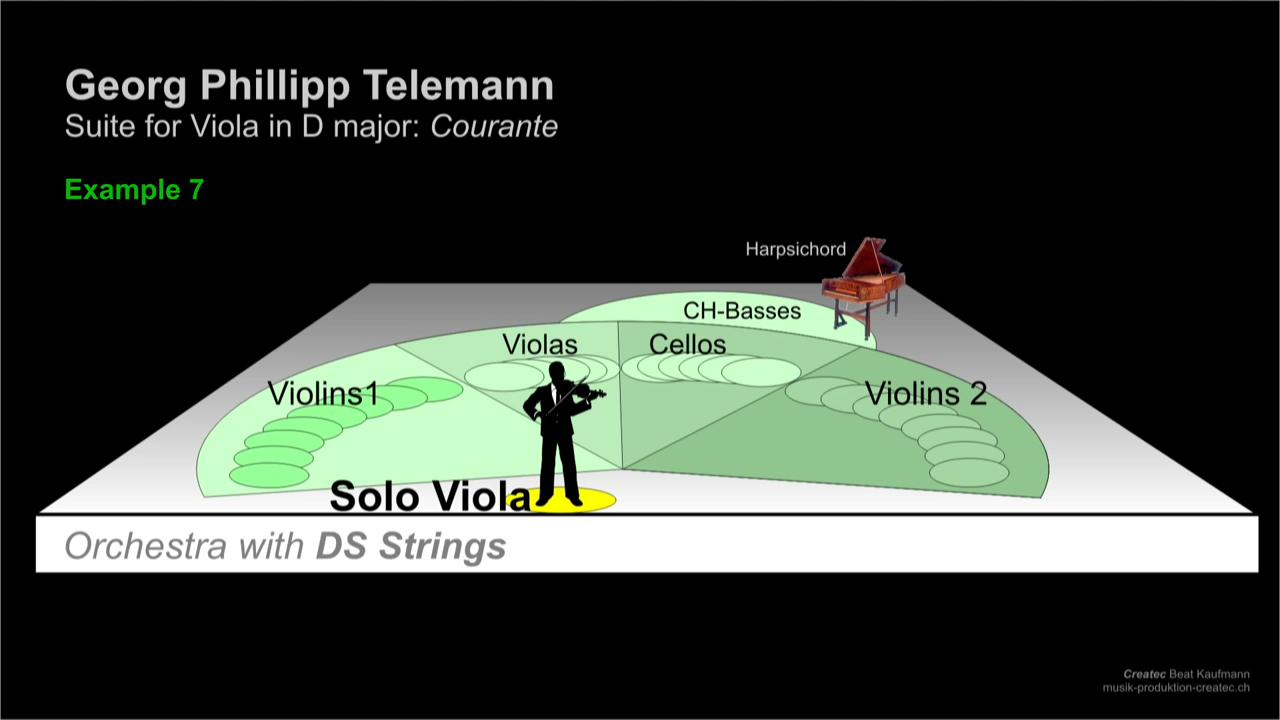 Georg Phillipp Telemann
Suite for Viola in D major: Courante
Example 7
Harpsichord
CH-Basses
Violas
Cellos
Violins1
Violins 2
Solo Viola
Orchestra with DS Strings
Createc Beat Kaufmann
musik-produktion-createc.ch